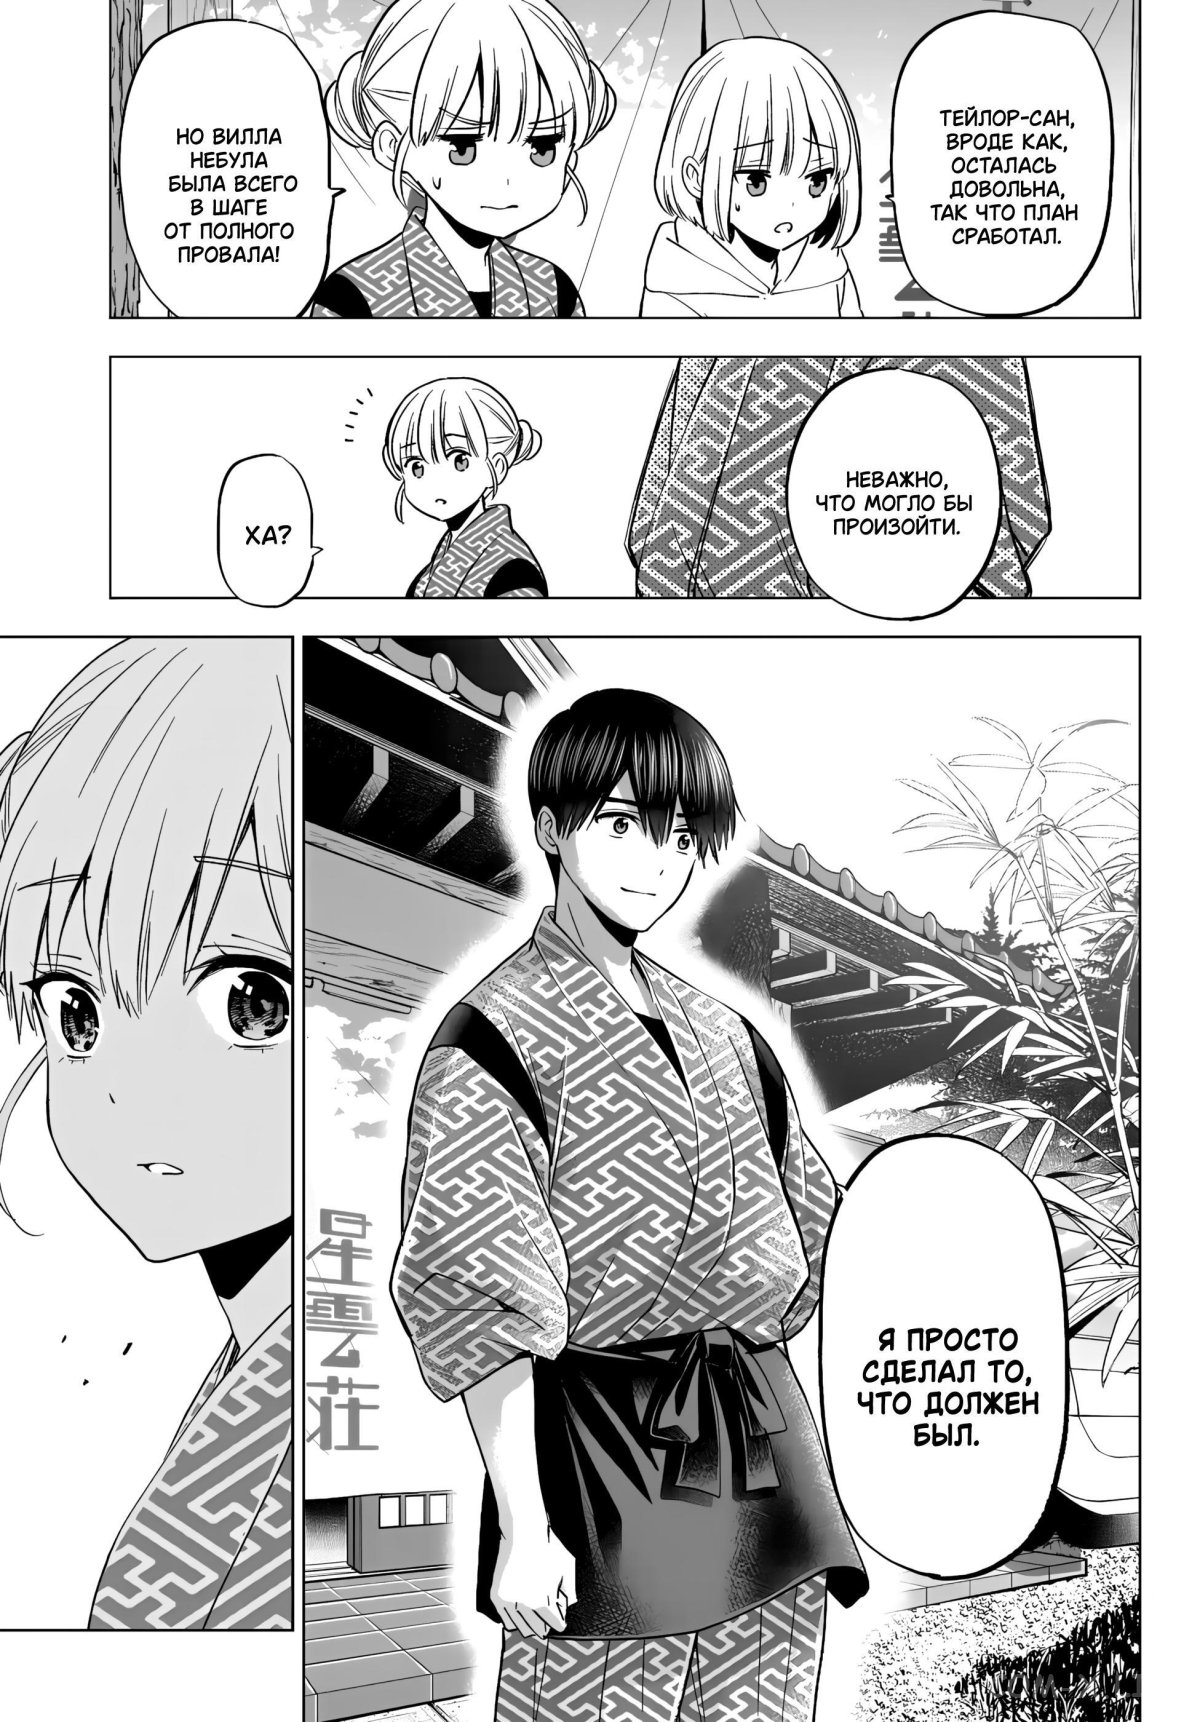 ТЕЙЛОР-САН,
ВРОДЕ КАК,
ОСТАЛАСЬ
ДОВОЛЬНА,
ТАК ЧТО ПЛАН
СРАБОТАЛ.
НО ВИЛЛА
НЕБУЛА
БЫЛА ВСЕГО
В ШАГЕ
ОТ ПОЛНОГО
ПРОВАЛА!
НЕВАЖНО,
ЧТО МОГЛО БЫ
ПРОИЗОЙТИ.
ХА?
Я ПРОСТО
СДЕЛАЛ ТО,
ЧТО ДОЛЖЕН
БЫЛ.
星雲荘